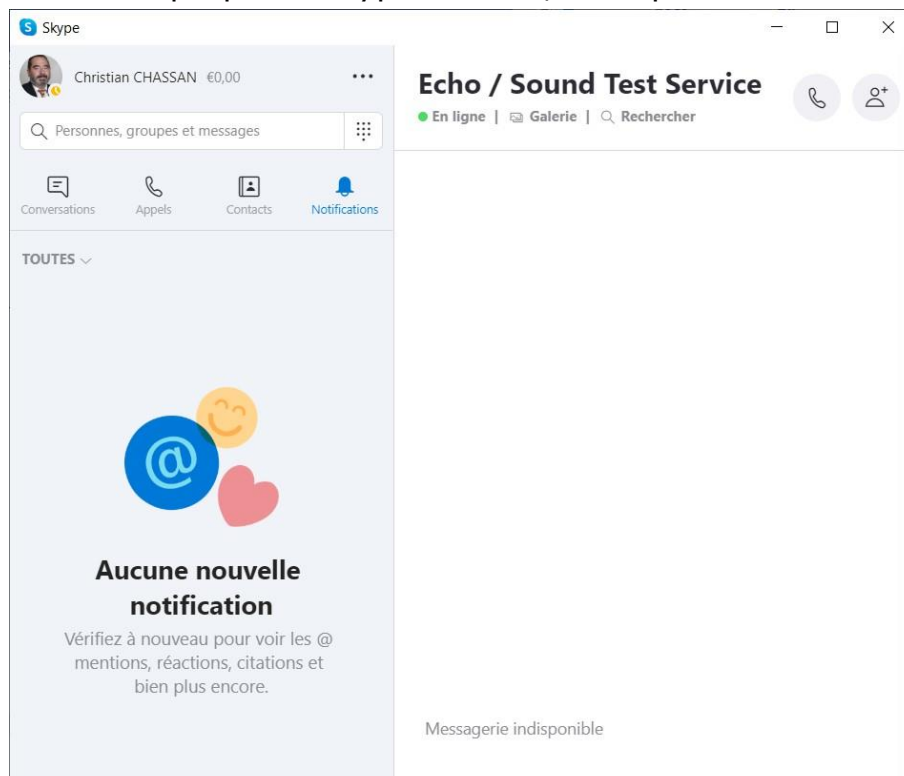 Skype
Christian CHASSAN €0,00
Personnes, groupes et messages
Conversations Appels Contacts Notifications
TOUTES
@
Aucune nouvelle
notification
Vérifiez à nouveau pour voir les @
mentions, réactions, citations et
bien plus encore.
Echo / Sound Test Service
En ligne | Galerie | Rechercher
Messagerie indisponible